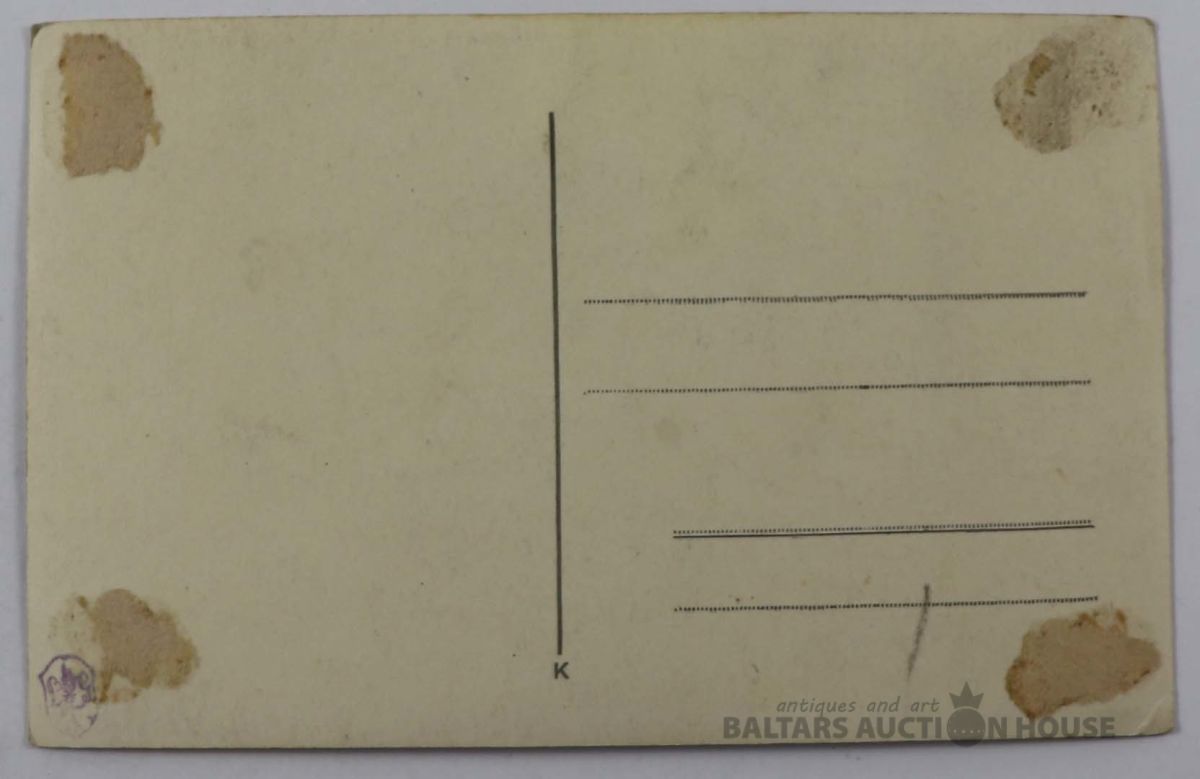 K
antiques and art
BALTARS AUCTION HOUSE